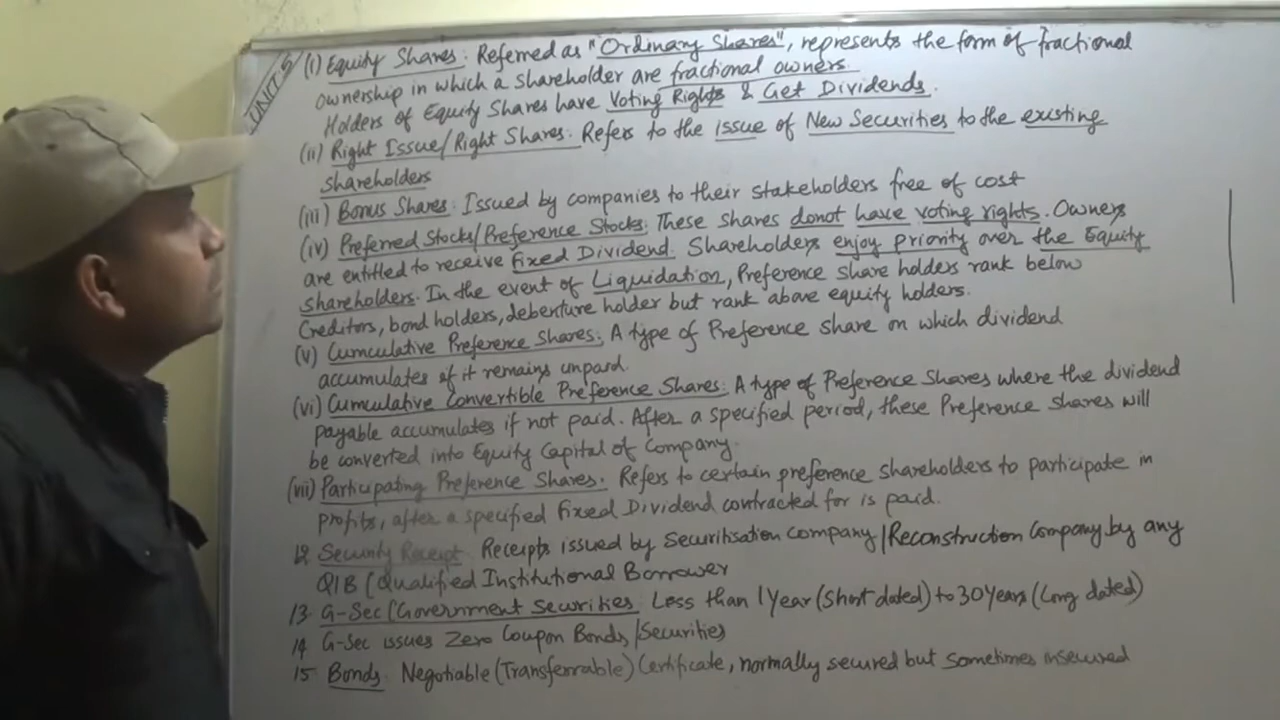 UNIT 5
(i) Equity Shares: Referred as "Ordinary Shares", represents the form of fractional
ownership in which a shareholder are fractional owners.
Holders of Equity Shares have Voting Rights & Get Dividends.
(ii) Right Issue/Right Shares: Refers to the issue of New Securities to the existing
shareholders
(iii) Bonus Shares: Issued by companies to their stakeholders free of cost
(iv) Preferred Stocks/Preference Stocks: These shares donot have voting rights. Owners
are entitled to receive fixed Dividend. Shareholders enjoy priority over the Equity
shareholders. In the event of Liquidation, Preference share holders rank below
Creditors, bond holders, debenture holder but rank above equity holders.
(v) Cumculative Preference Shares: A type of Preference share on which dividend
accumulates if it remains unpaid.
(vi) Cumculative Convertible Preference Shares: A type of Preference Shares where the dividend
payable accumulates if not paid. After a specified period, these Preference shares will
be converted into Equity Capital of Company.
(vii) Participating Preference Shares. Refers to certain preference shareholders to participate in
profits, after a specified Fixed Dividend contracted for is paid.
12. Security Receipt. Receipts issued by Securitisation company/Reconstruction Company by any
QIB (Qualified Institutional Borrower
13. G-Sec (Government Securities. Less than 1 Year (Short dated) to 30 Years (Long dated)
14 G-Sec issues Zero Coupon Bonds/Securities
15 Bonds. Negotiable (Transferrable) Certificate, normally secured but sometimes insecured